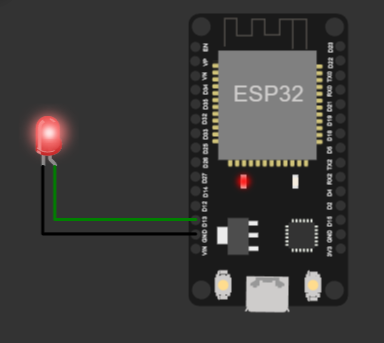 ESP32
EN
VP
VN
D34
D35
D32
D33
D25
D26
D27
D14
D12
D13
GND
VIN
D23
D22
TX0
RX0
D21
D19
D18
D5
TX2
RX2
D4
D2
D15
GND
3V3